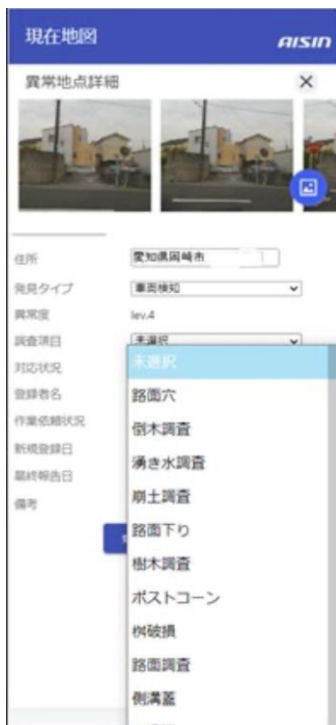 現在地図
AISIN
異常地点詳細
×
住所
愛知県岡崎市
発見タイプ
車両検知
異常度
lev.4
調査項目
未選択
対応状況
登録者名
作業依頼状況
新規登録日
最終報告日
備考
未選択
路面穴
倒木調査
湧き水調査
崩土調査
路面下り
樹木調査
ポストコーン
桝破損
路面調査
側溝蓋